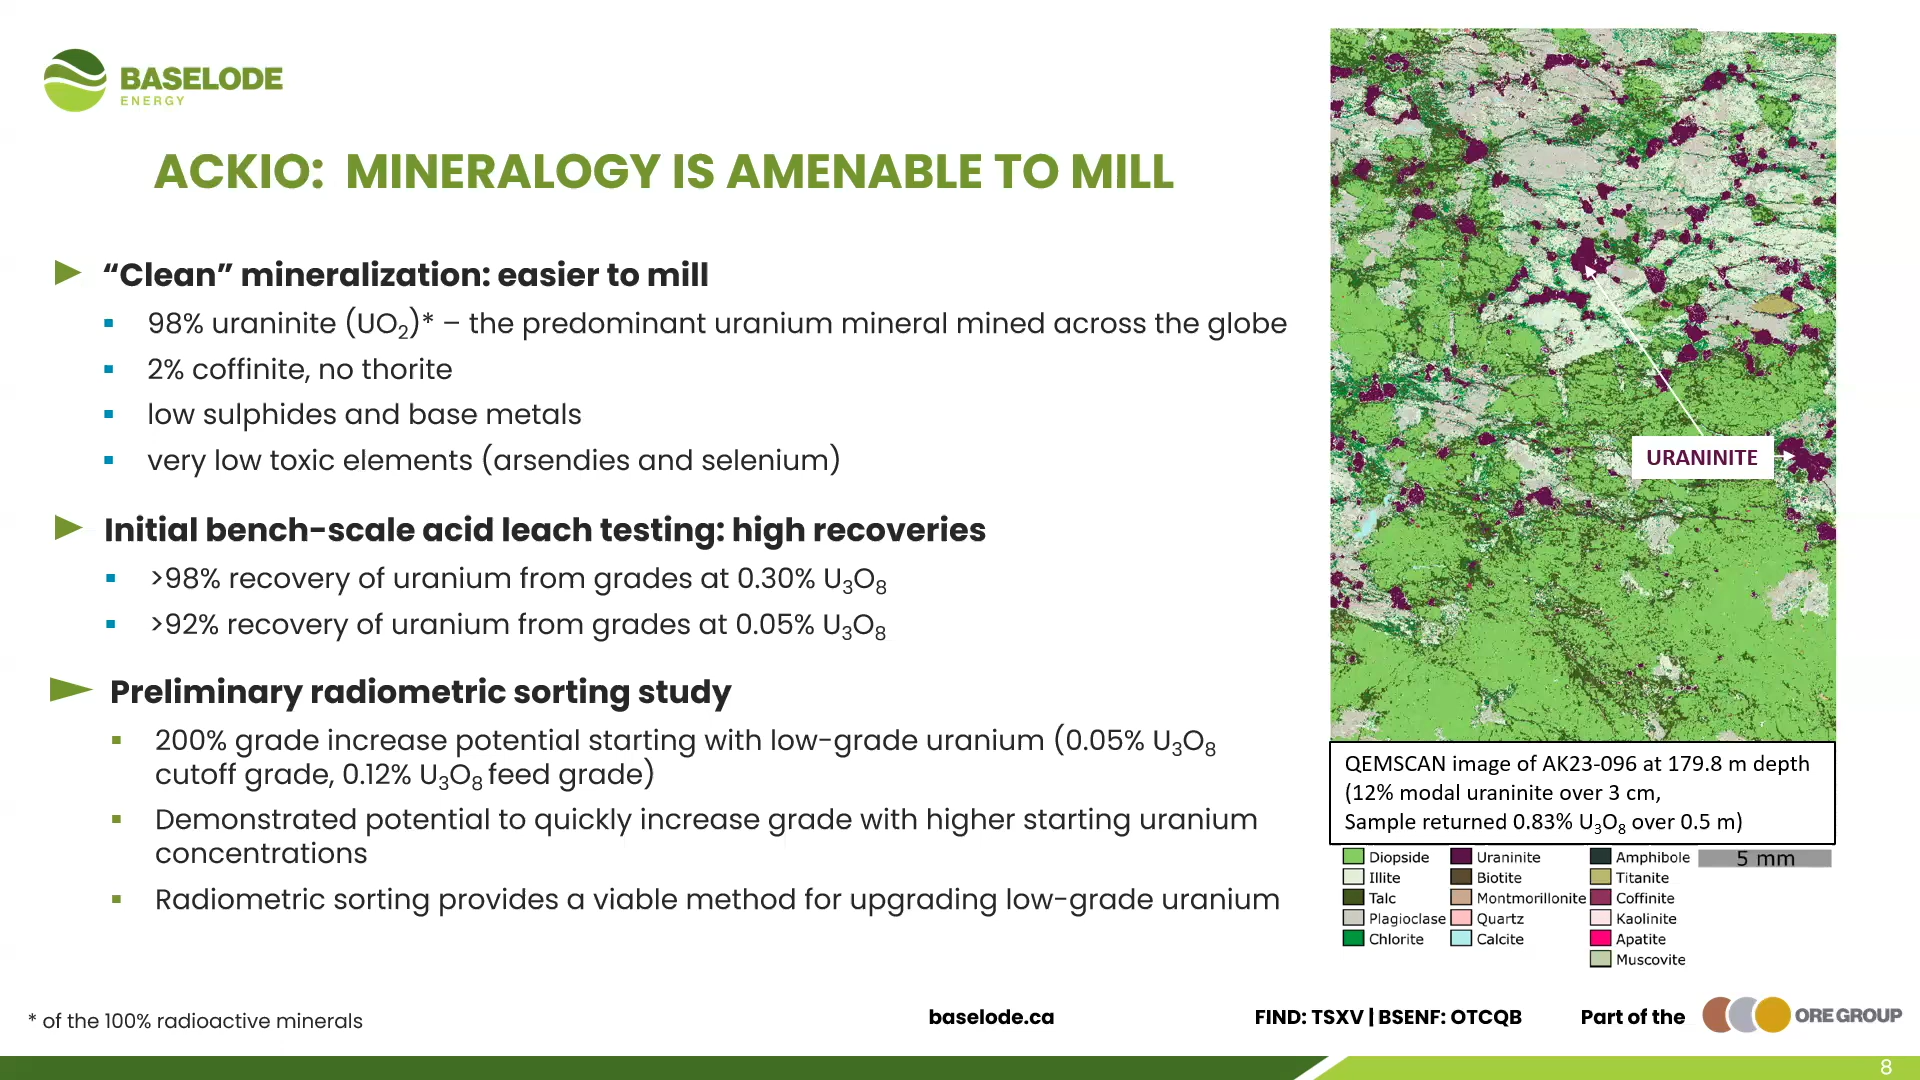 BASELODE
ENERGY
ACKIO: MINERALOGY IS AMENABLE TO MILL
“Clean” mineralization: easier to mill
98% uraninite (UO₂)* – the predominant uranium mineral mined across the globe
2% coffinite, no thorite
low sulphides and base metals
very low toxic elements (arsendies and selenium)
Initial bench-scale acid leach testing: high recoveries
>98% recovery of uranium from grades at 0.30% U₃O₈
>92% recovery of uranium from grades at 0.05% U₃O₈
Preliminary radiometric sorting study
200% grade increase potential starting with low-grade uranium (0.05% U₃O₈
cutoff grade, 0.12% U₃O₈ feed grade)
Demonstrated potential to quickly increase grade with higher starting uranium
concentrations
Radiometric sorting provides a viable method for upgrading low-grade uranium
URANINITE
QEMSCAN image of AK23-096 at 179.8 m depth
(12% modal uraninite over 3 cm,
Sample returned 0.83% U₃O₈ over 0.5 m)
Diopside Uraninite Amphibole 5 mm
Illite Biotite Titanite
Talc Montmorillonite Coffinite
Plagioclase Quartz Kaolinite
Chlorite Calcite Apatite
Muscovite
* of the 100% radioactive minerals
baselode.ca
FIND: TSXV | BSENF: OTCQB
Part of the ORE GROUP
8